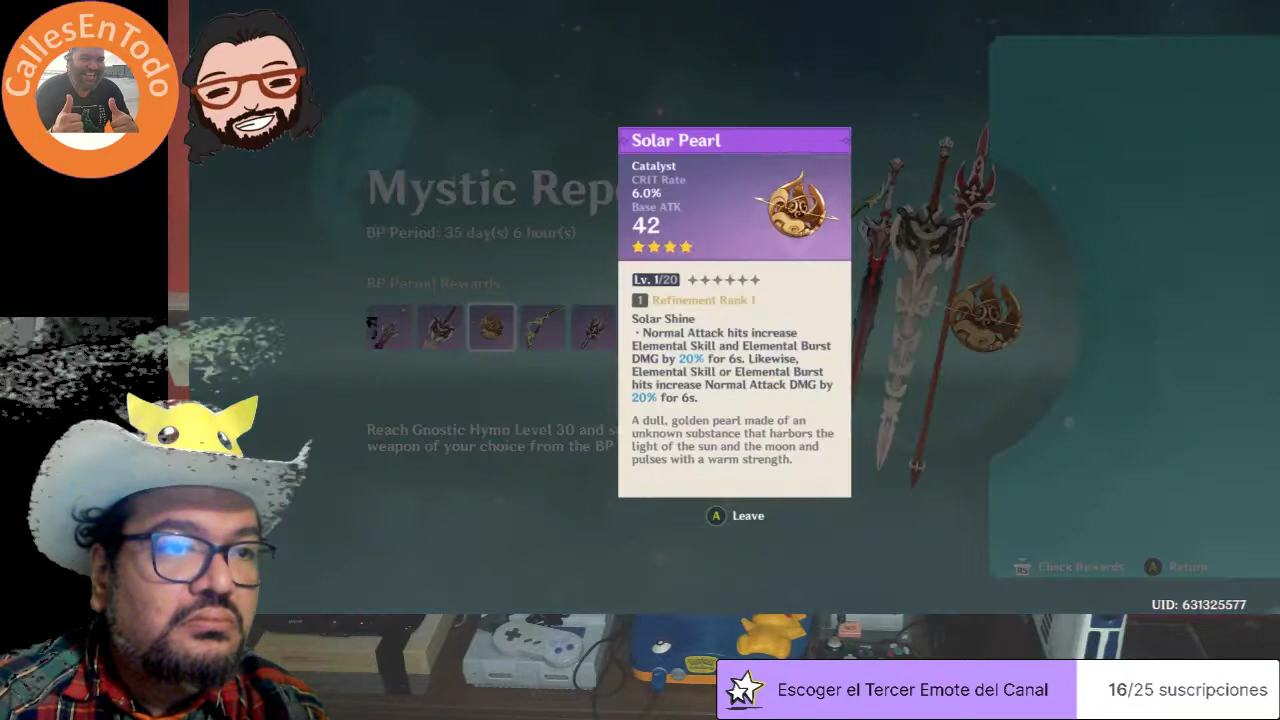 CallesEnTodo
Mystic Rep
BP Period: 35 day(s) 6 hour(s)
BP Period Rewards
Reach Gnostic Hymn Level 30 and
weapon of your choice from the BP
Solar Pearl
Catalyst
CRIT Rate
6.0%
Base ATK
42
Lv. 1/20
1 Refinement Rank 1
Solar Shine
· Normal Attack hits increase
Elemental Skill and Elemental Burst
DMG by 20% for 6s. Likewise,
Elemental Skill or Elemental Burst
hits increase Normal Attack DMG by
20% for 6s.
A dull, golden pearl made of an
unknown substance that harbors the
light of the sun and the moon and
pulses with a warm strength.
A Leave
RS Check Rewards A Return
UID: 631325577
Escoger el Tercer Emote del Canal 16/25 suscripciones